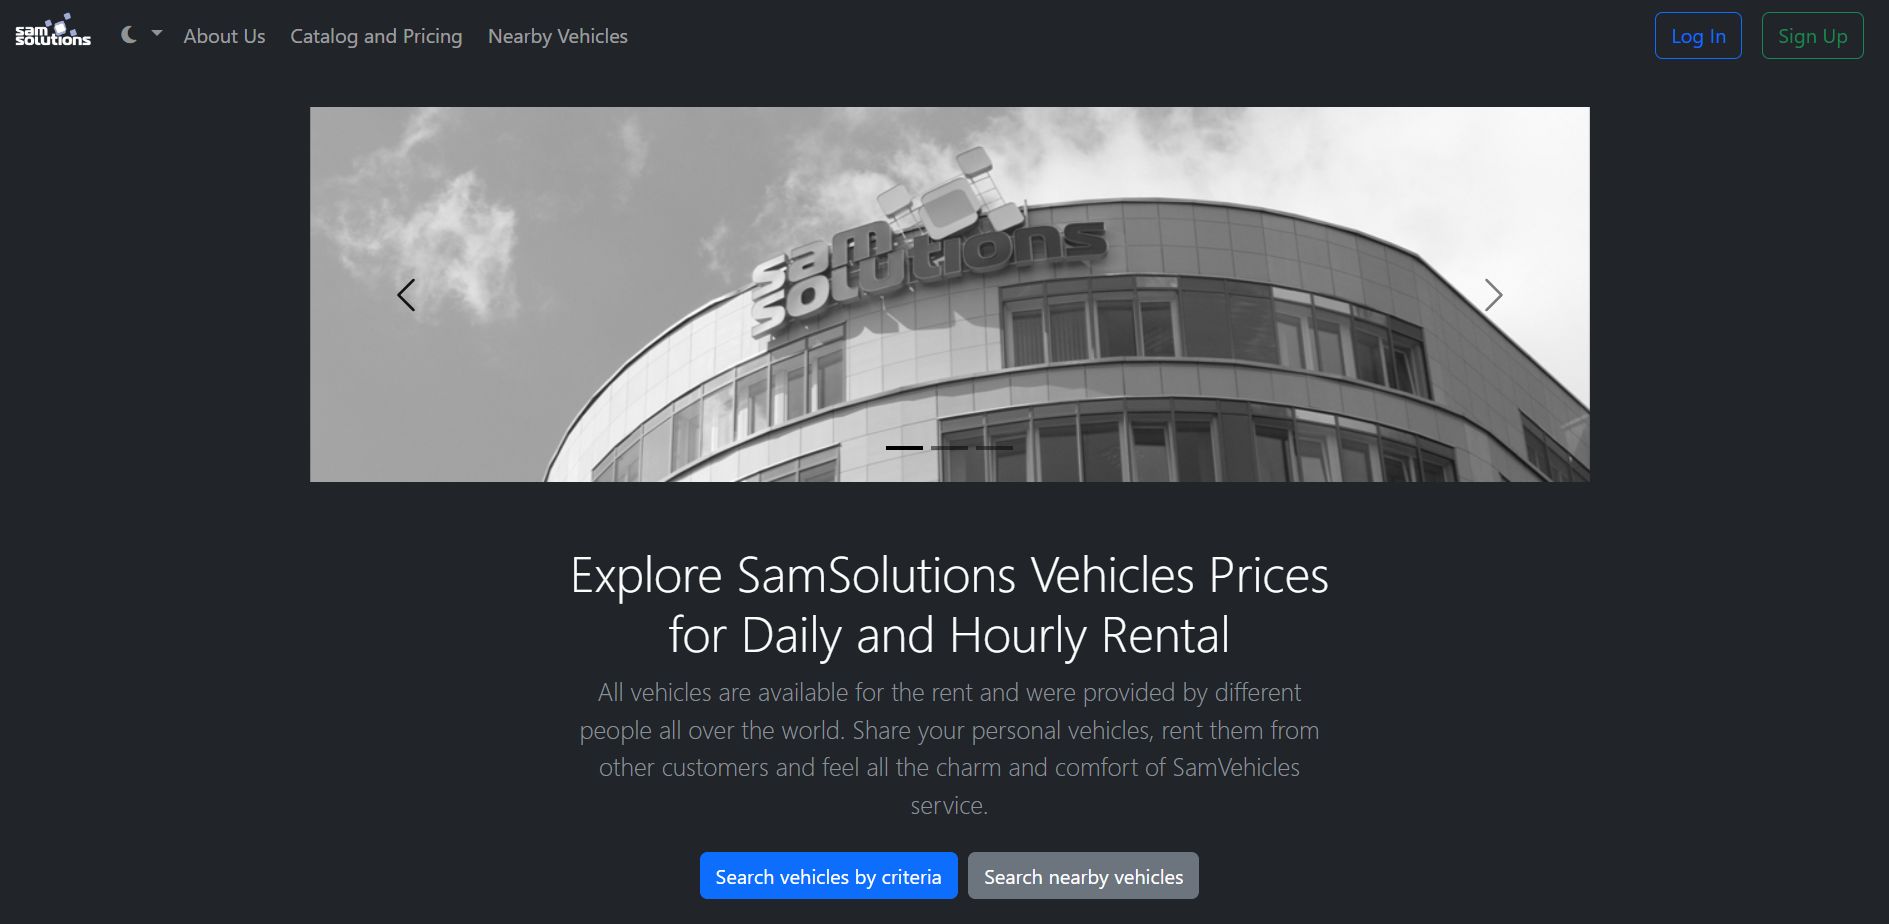 sam
solutions
About Us
Catalog and Pricing
Nearby Vehicles
Log In
Sign Up
sam
solutions
Explore SamSolutions Vehicles Prices
for Daily and Hourly Rental
All vehicles are available for the rent and were provided by different
people all over the world. Share your personal vehicles, rent them from
other customers and feel all the charm and comfort of SamVehicles
service.
Search vehicles by criteria
Search nearby vehicles